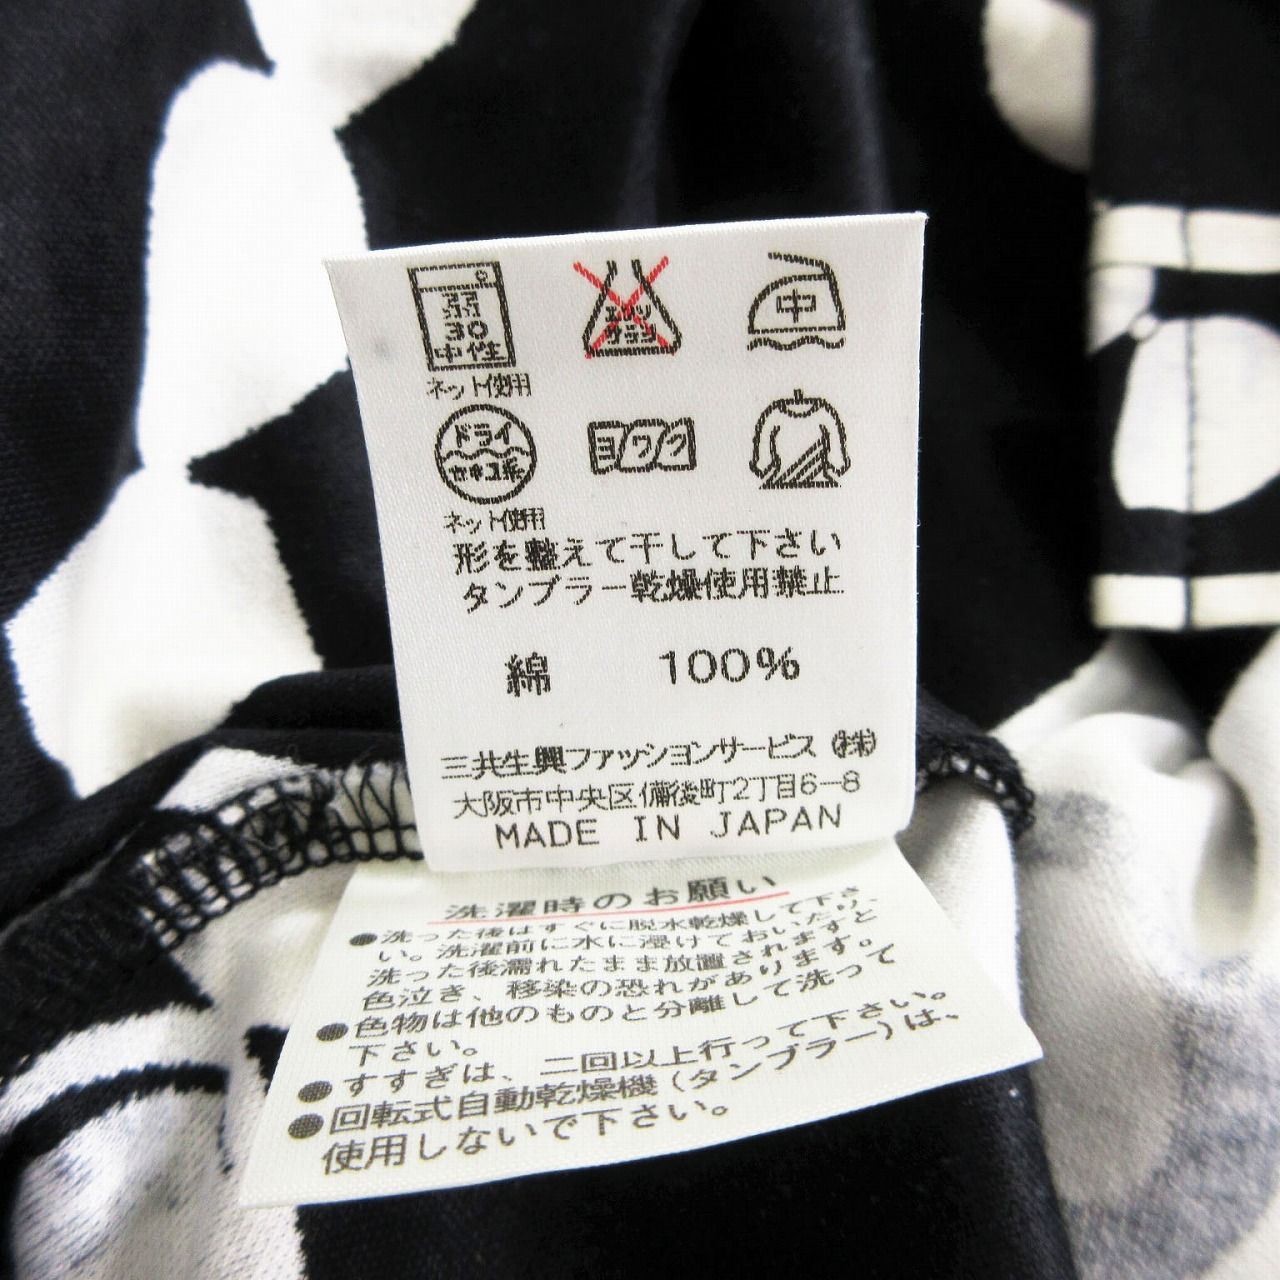 弱
30
中性
エンソ
サラシ
中
ネット使用
ドライ
セキユ系
ヨワク
ネット使用
形を整えて干して下さい
タンブラー乾燥使用禁止
綿 100%
三共生興ファッションサービス(株)
大阪市中央区備後町2丁目6-8
MADE IN JAPAN
洗濯時のお願い
●洗った後はすぐに脱水乾燥して下さ
い。洗濯前に水に浸けておいたり、
洗った後濡れたまま放置されますと
色泣き、移染の恐れがあります。
●色物は他のものと分離して洗って
下さい。
●すすぎは、二回以上行って下さい。
●回転式自動乾燥機(タンブラー)は、
使用しないで下さい。